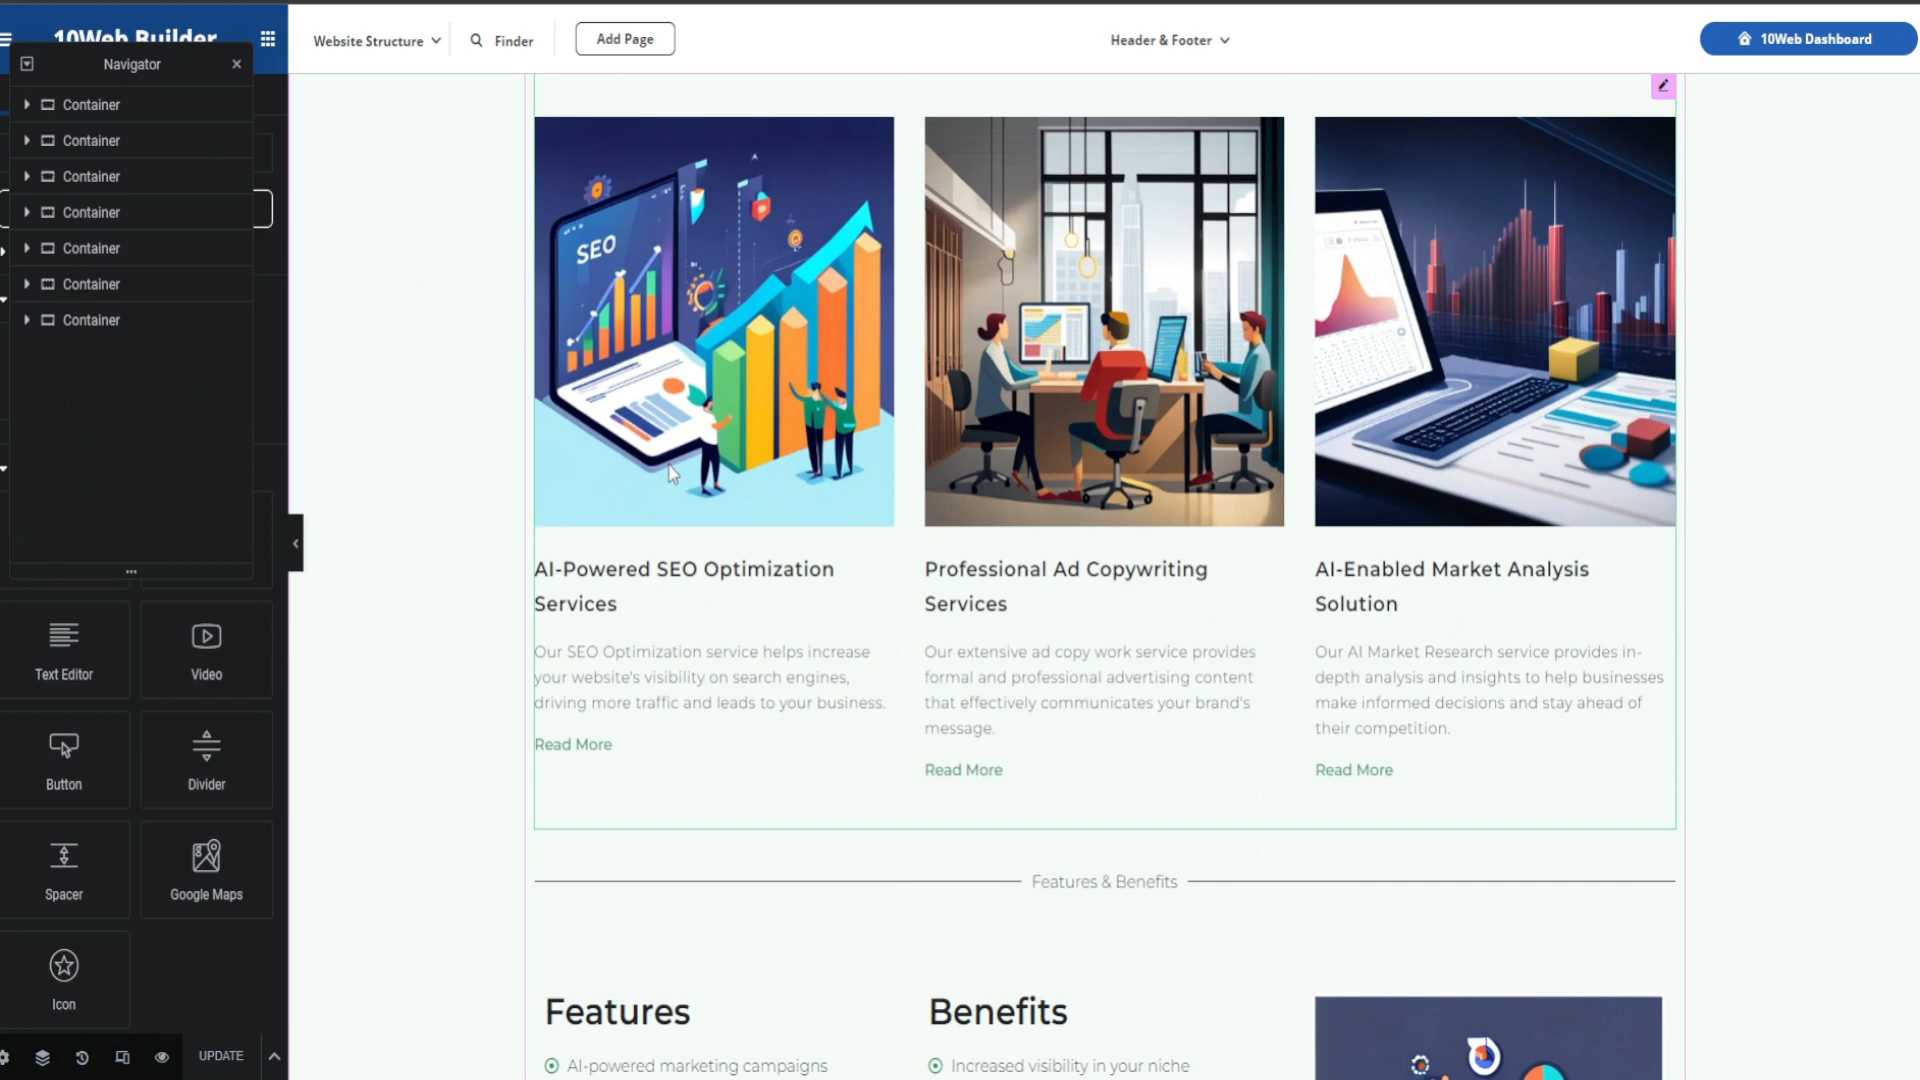 10Web Builder
Website Structure
Finder
Add Page
Header & Footer
10Web Dashboard
Navigator
Container
Container
Container
Container
Container
Container
Container
Text Editor
Video
Button
Divider
Spacer
Google Maps
Icon
UPDATE
SEO
AI-Powered SEO Optimization
Services
Our SEO Optimization service helps increase
your website's visibility on search engines,
driving more traffic and leads to your business.
Read More
Professional Ad Copywriting
Services
Our extensive ad copy work service provides
formal and professional advertising content
that effectively communicates your brand's
message.
Read More
AI-Enabled Market Analysis
Solution
Our AI Market Research service provides in-
depth analysis and insights to help businesses
make informed decisions and stay ahead of
their competition.
Read More
Features & Benefits
Features
AI-powered marketing campaigns
Benefits
Increased visibility in your niche